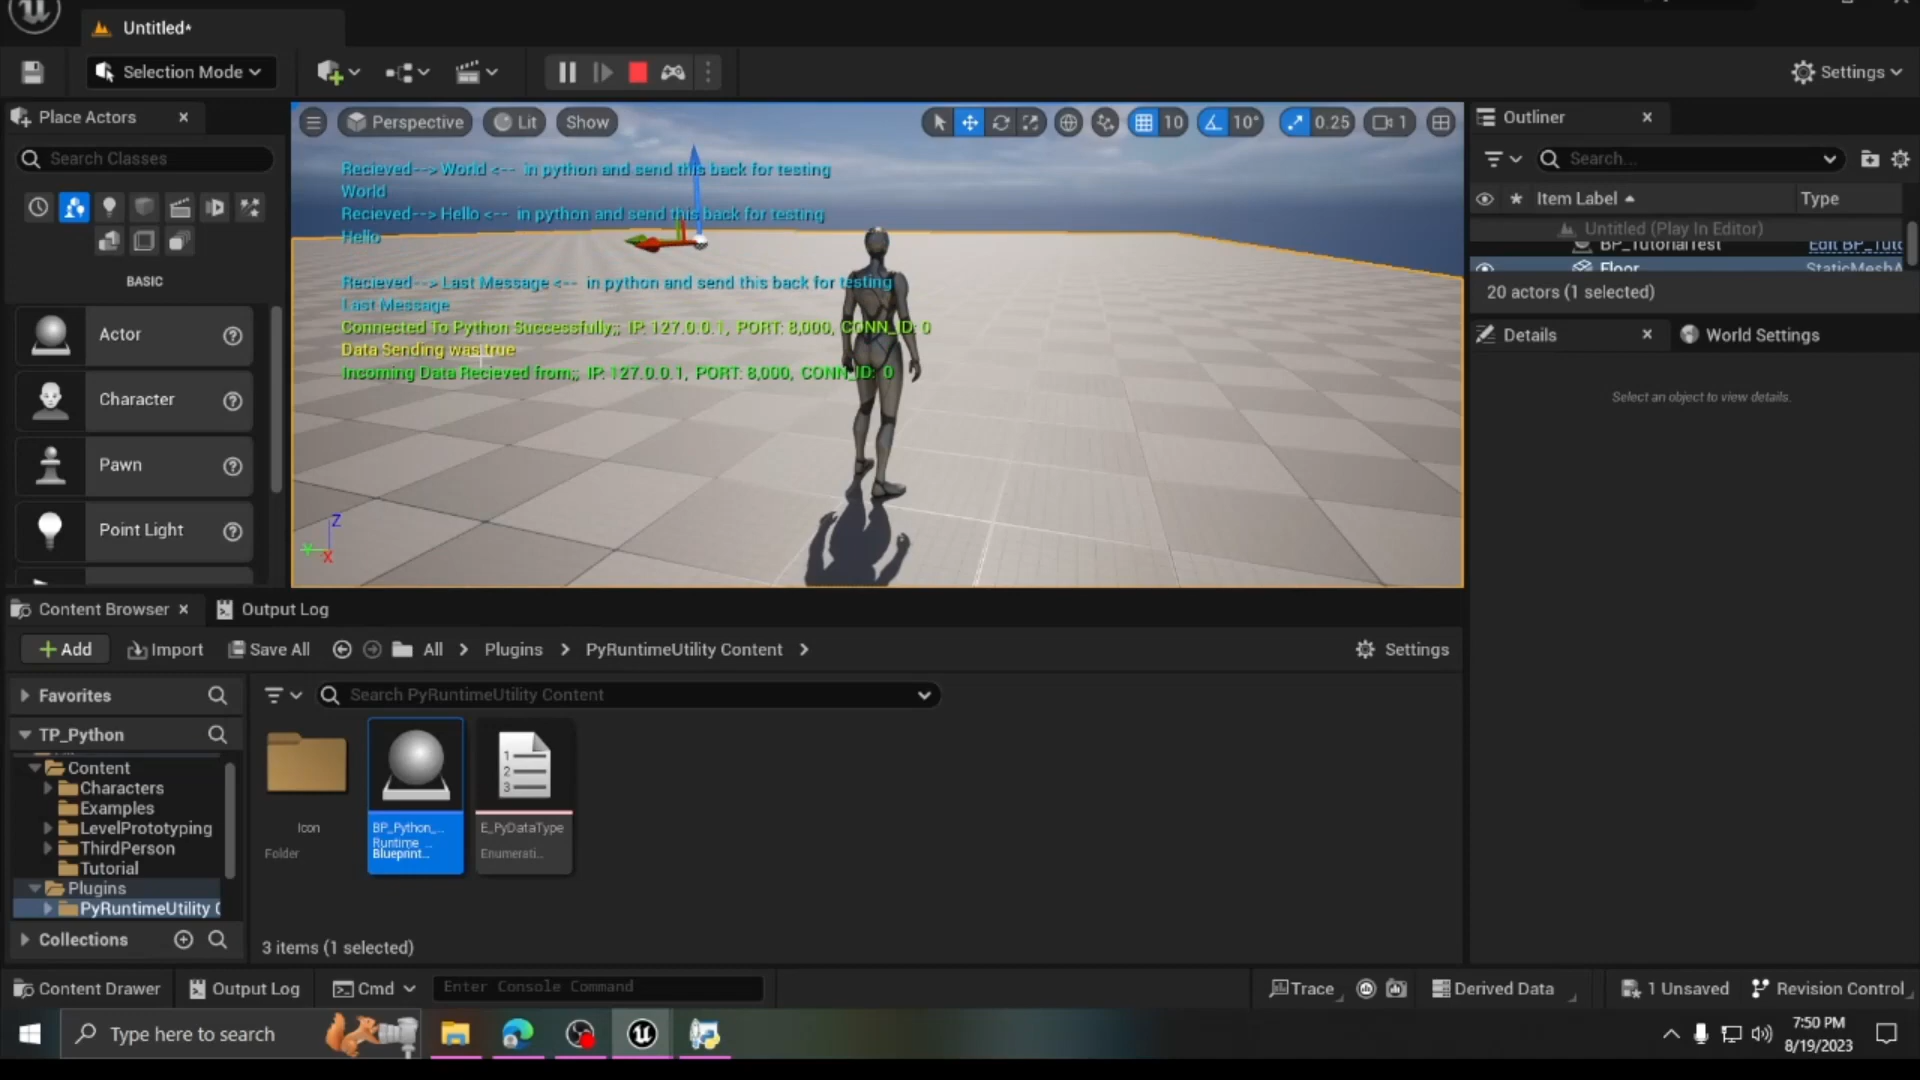 Untitled*
Selection Mode
Settings
Place Actors
Search Classes
BASIC
Actor
Character
Pawn
Point Light
Perspective
Lit
Show
10
10°
0.25
1
Recieved--> World <-- in python and send this back for testing
World
Recieved--> Hello <-- in python and send this back for testing
Hello
Recieved--> Last Message <-- in python and send this back for testing
Last Message
Connected To Python Successfully;; IP: 127.0.0.1, PORT: 8,000, CONN_ID: 0
Data Sending was true
Incoming Data Recieved from;; IP: 127.0.0.1, PORT: 8,000, CONN_ID: 0
Z
Y
X
Outliner
Search...
Item Label
Type
Untitled (Play In Editor)
BP_TutorialTest
Edit BP_Tuto
Floor
StaticMeshA
20 actors (1 selected)
Details
World Settings
Select an object to view details.
Content Browser
Output Log
Add
Import
Save All
All
Plugins
PyRuntimeUtility Content
Settings
Favorites
Search PyRuntimeUtility Content
TP_Python
Content
Characters
Examples
LevelPrototyping
ThirdPerson
Tutorial
Plugins
PyRuntimeUtility C
Collections
Icon
Folder
BP_Python_...
Runtime ...
Blueprint...
1
2
3
E_PyDataType
Enumerati...
3 items (1 selected)
Content Drawer
Output Log
Cmd
Enter Console Command
Trace
Derived Data
1 Unsaved
Revision Control
Type here to search
7:50 PM
8/19/2023